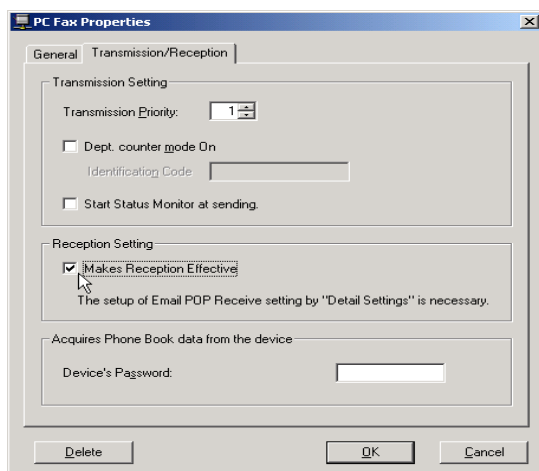 PC Fax Properties
General Transmission/Reception
Transmission Setting
Transmission Priority: 1
Dept. counter mode On
Identification Code
Start Status Monitor at sending.
Reception Setting
Makes Reception Effective
The setup of Email POP Receive setting by "Detail Settings" is necessary.
Acquires Phone Book data from the device
Device's Password:
Delete OK Cancel